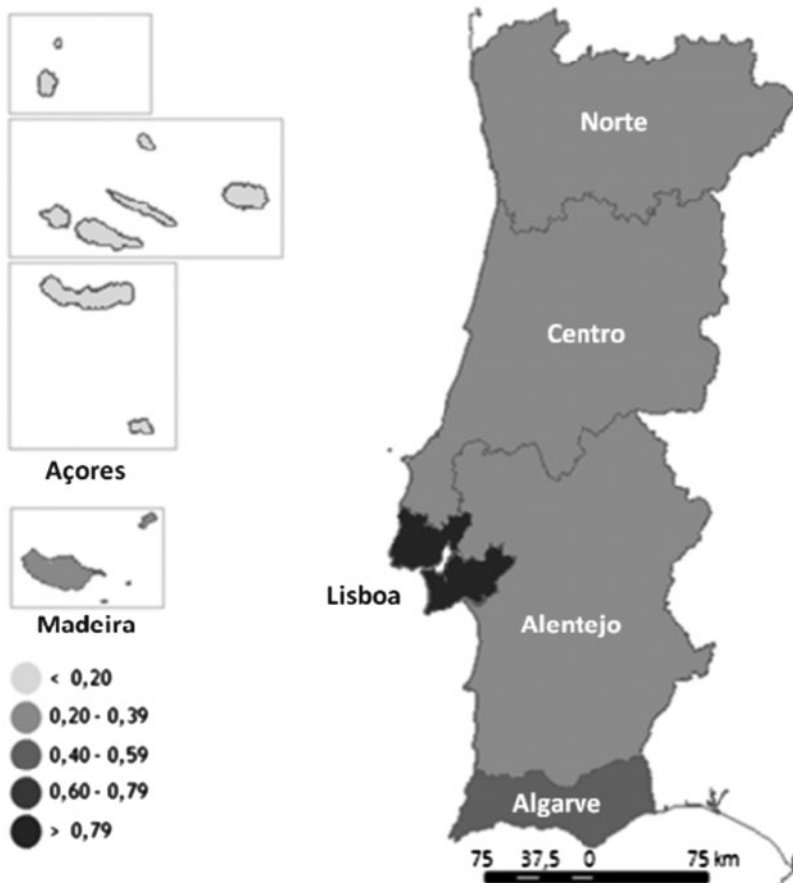 Norte
Centro
Açores
Madeira
Lisboa
Alentejo
Algarve
< 0,20
0,20 - 0,39
0,40 - 0,59
0,60 - 0,79
> 0,79
75 37,5 0 75 km